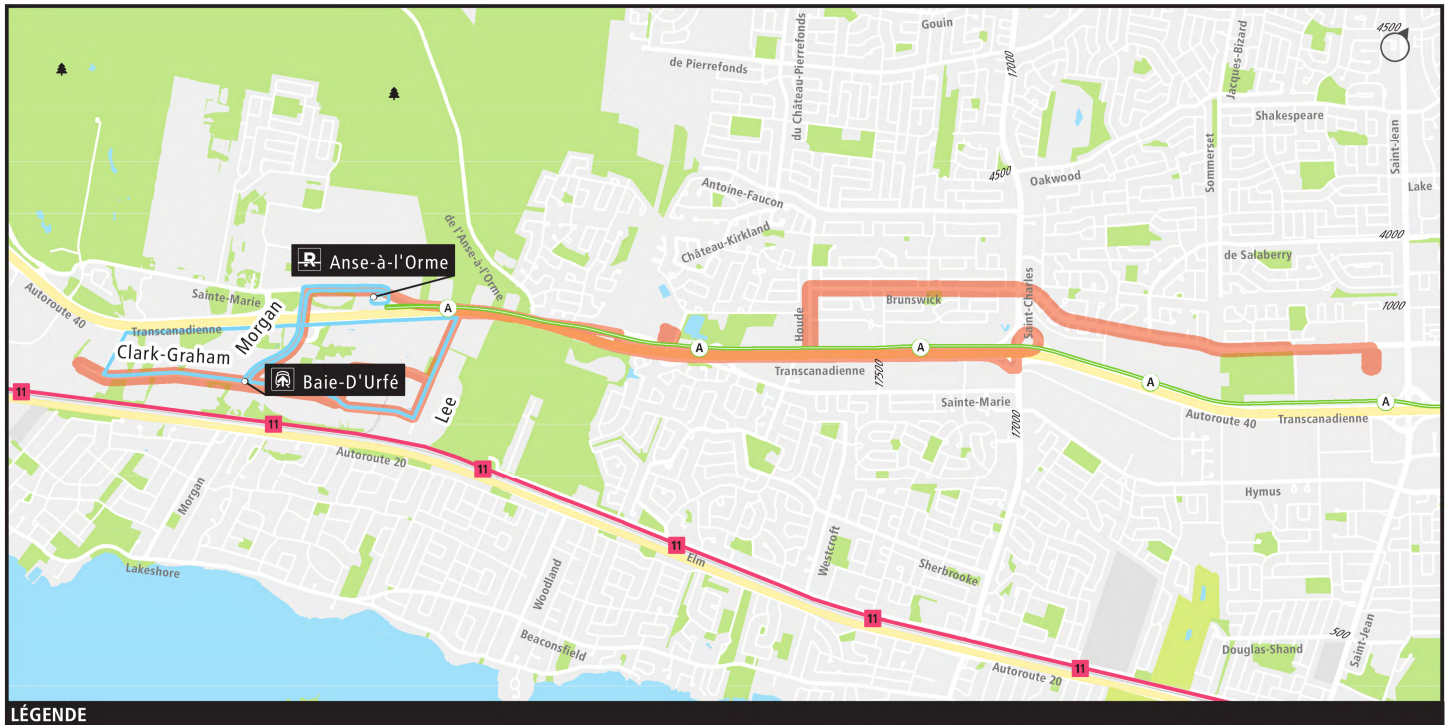 4500
Gouin
de Pierrefonds
du Château-Pierrefonds
17000
Jacques-Bizard
Shakespeare
Saint-Jean
Sommerset
4500
Oakwood
Lake
Antoine-Faucon
Château-Kirkland
4000
de Salaberry
de l'Anse-à-l'Orme
R Anse-à-l'Orme
Sainte-Marie
Autoroute 40
Morgan
Transcanadienne
Clark-Graham
A
Brunswick
Saint-Charles
Houde
1000
A
A
Transcanadienne
17500
Baie-D'Urfé
Lee
A
A
Sainte-Marie
17000
Autoroute 40
Transcanadienne
11
11
11
Autoroute 20
Morgan
Hymus
11
Elm
Westcroft
Sherbrooke
Lakeshore
Woodland
Beaconsfield
11
11
Autoroute 20
500
Douglas-Shand
Saint-Jean
LÉGENDE